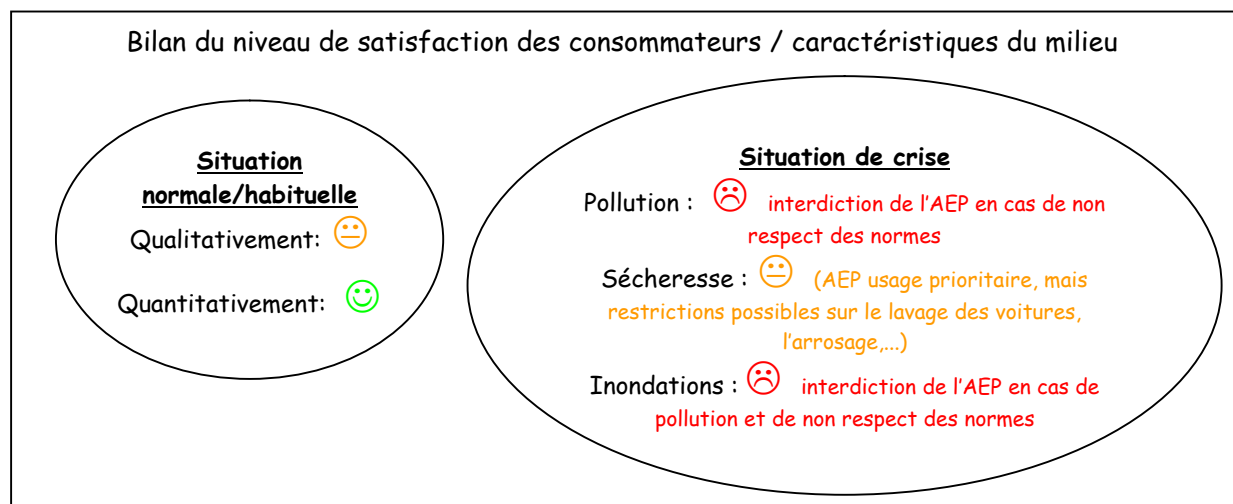 Bilan du niveau de satisfaction des consommateurs / caractéristiques du milieu
Situation
normale/habituelle
Qualitativement:
Quantitativement:
Situation de crise
Pollution : interdiction de l'AEP en cas de non
respect des normes
Sécheresse : (AEP usage prioritaire, mais
restrictions possibles sur le lavage des voitures,
l'arrosage,...)
Inondations : interdiction de l'AEP en cas de
pollution et de non respect des normes